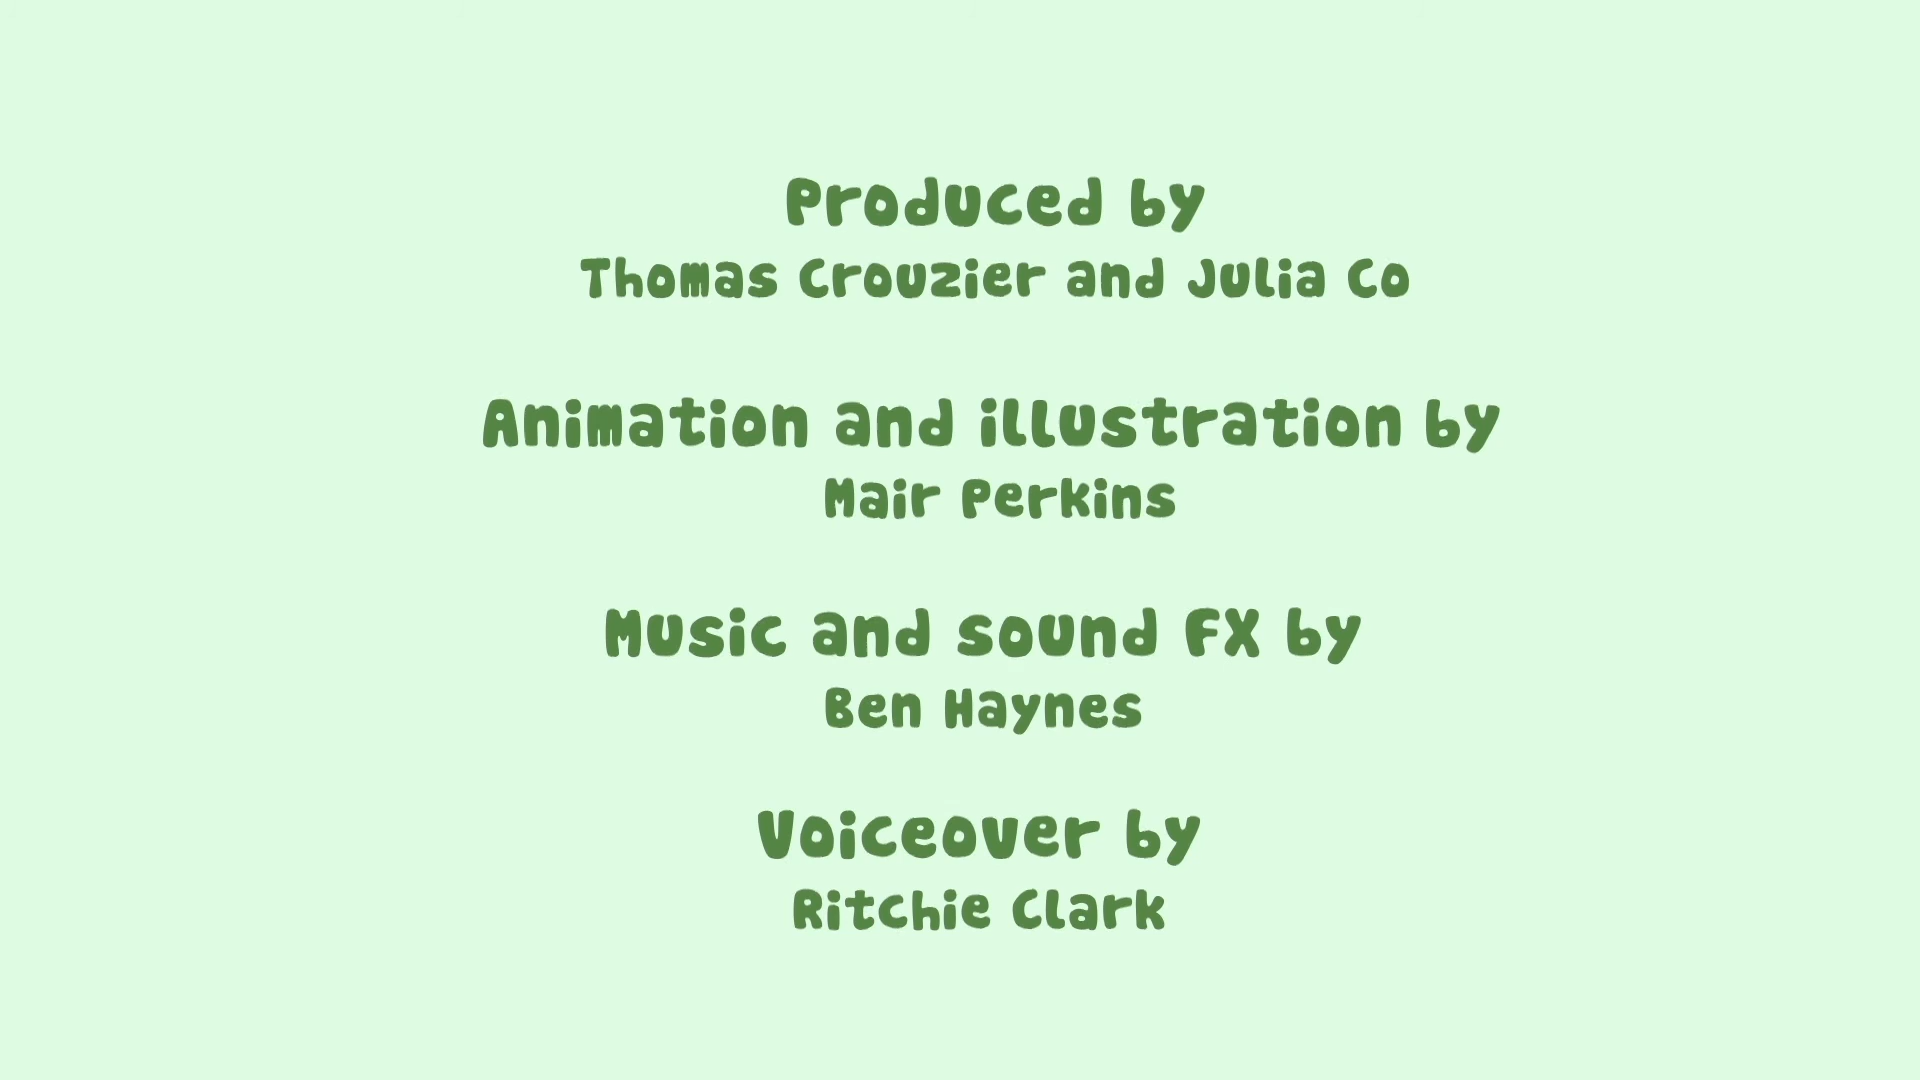 Produced by
Thomas Crouzier and Julia Co
Animation and illustration by
Mair Perkins
Music and sound FX by
Ben Haynes
Voiceover by
Ritchie Clark